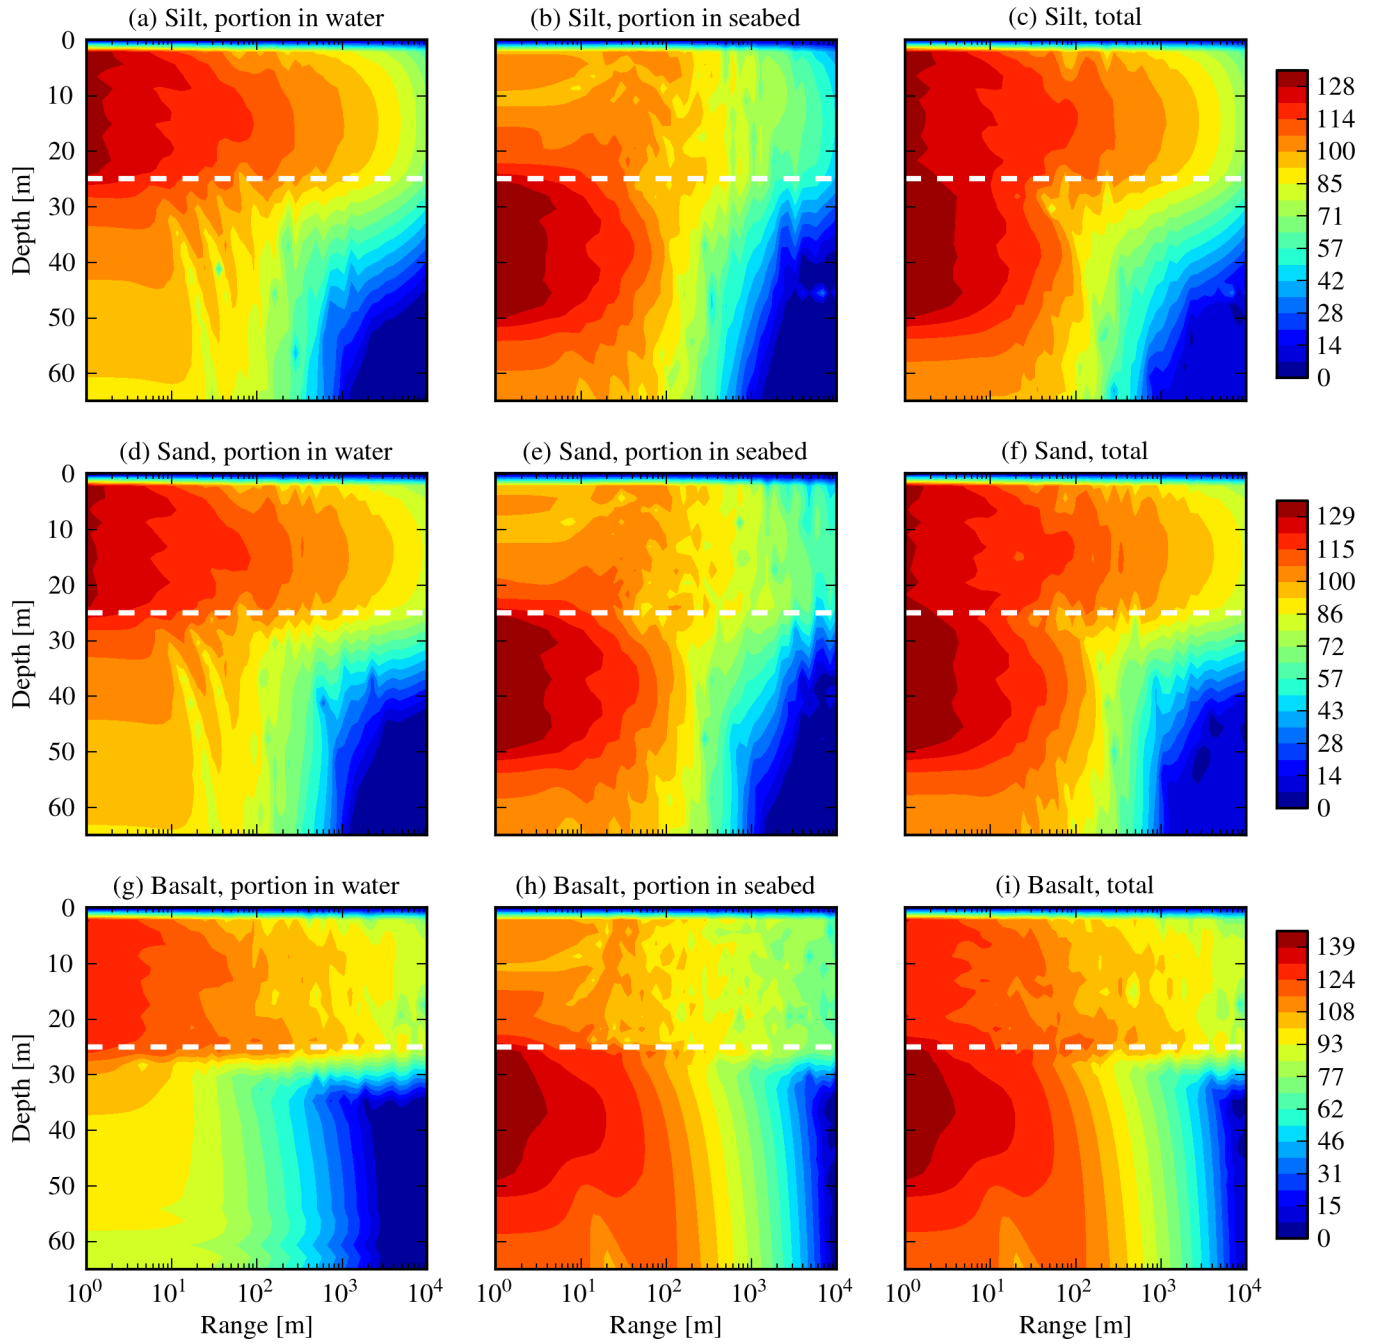 (a) Silt, portion in water
(b) Silt, portion in seabed
(c) Silt, total
0
10
20
30
40
50
60
Depth [m]
128
114
100
85
71
57
42
28
14
0
(d) Sand, portion in water
(e) Sand, portion in seabed
(f) Sand, total
0
10
20
30
40
50
60
Depth [m]
129
115
100
86
72
57
43
28
14
0
(g) Basalt, portion in water
(h) Basalt, portion in seabed
(i) Basalt, total
0
10
20
30
40
50
60
Depth [m]
139
124
108
93
77
62
46
31
15
0
10^0 10^1 10^2 10^3 10^4
Range [m]
10^0 10^1 10^2 10^3 10^4
Range [m]
10^0 10^1 10^2 10^3 10^4
Range [m]